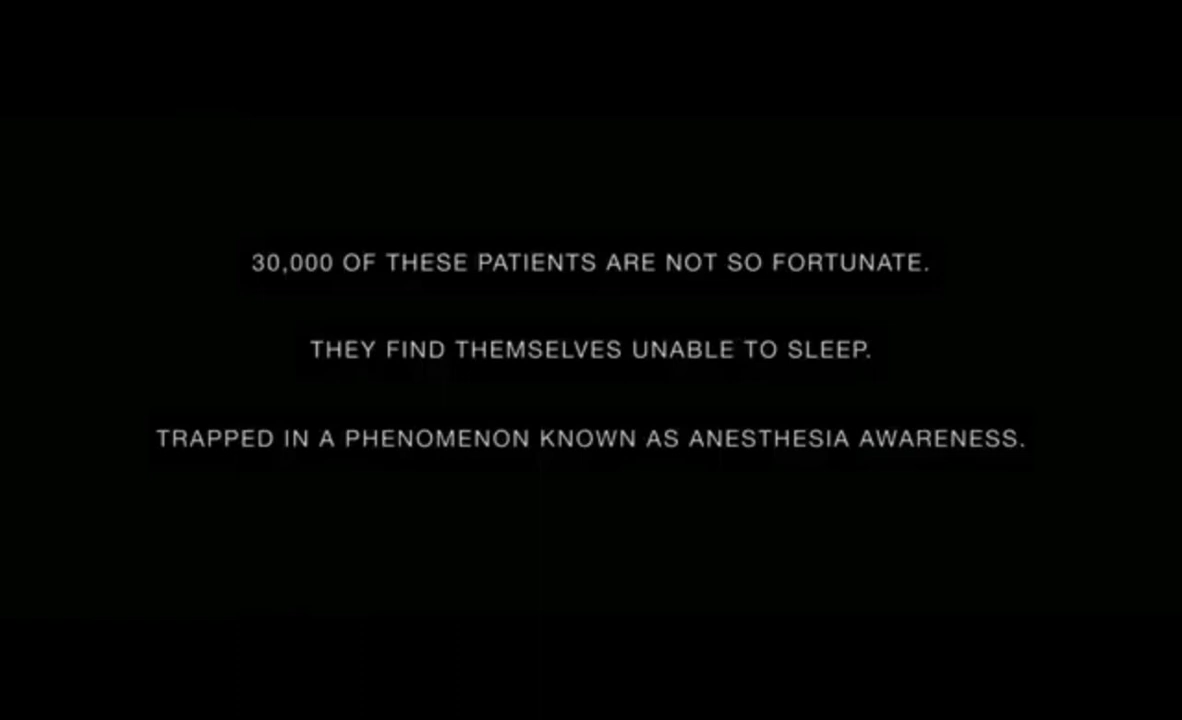 30,000 OF THESE PATIENTS ARE NOT SO FORTUNATE.
THEY FIND THEMSELVES UNABLE TO SLEEP.
TRAPPED IN A PHENOMENON KNOWN AS ANESTHESIA AWARENESS.